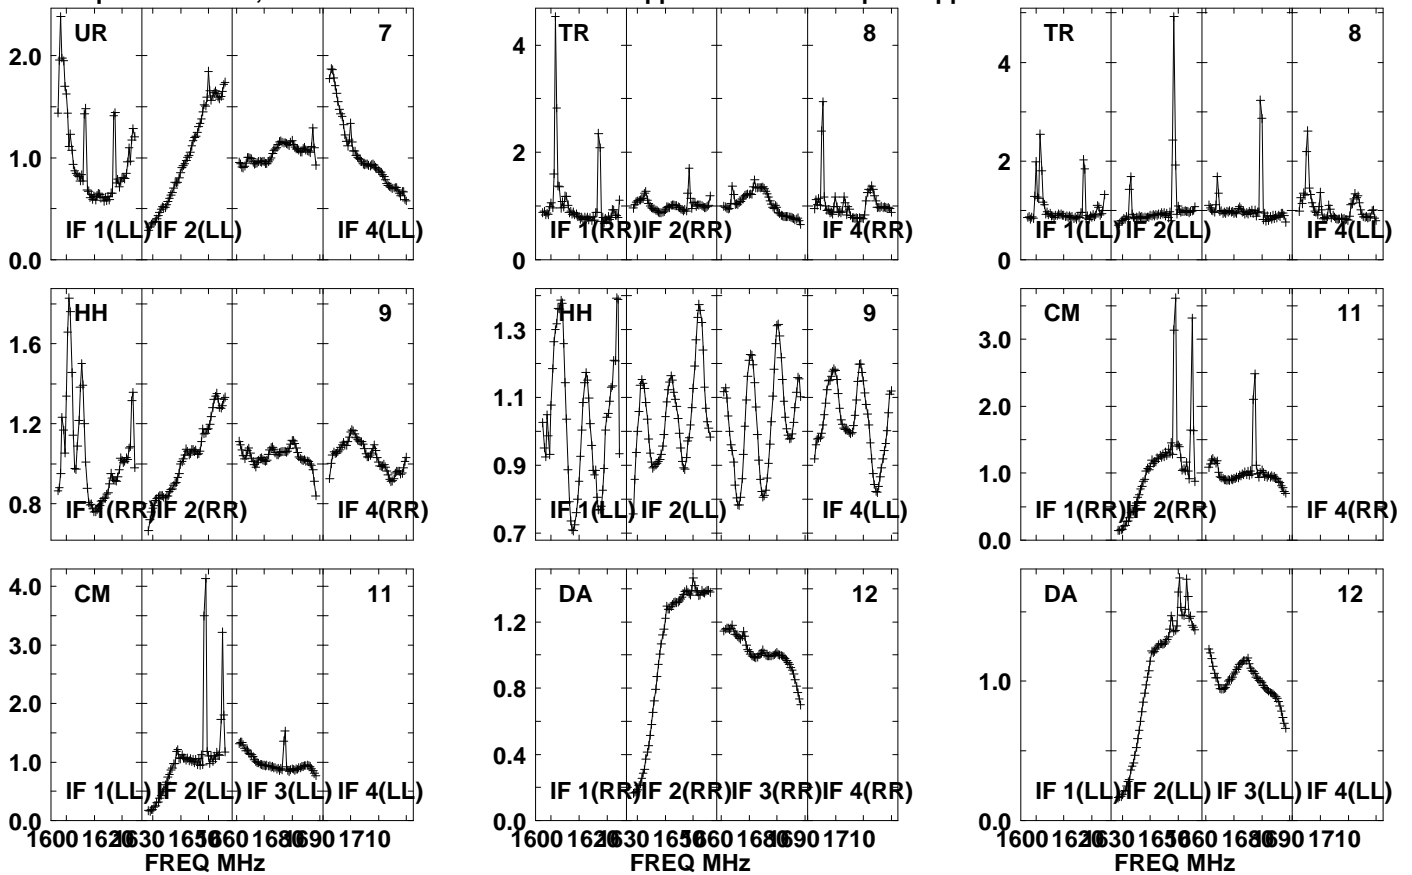 UR 7 TR 8 TR 8
2.0 4 4
1.0 2 2
0.0 0 0
IF 1(LL) IF 2(LL) IF 4(LL) IF 1(RR) IF 2(RR) IF 4(RR) IF 1(LL) IF 2(LL) IF 4(LL)
HH 9 HH 9 CM 11
1.6 1.3 3.0
1.2 1.1 2.0
0.8 0.9 1.0
0.7 0.0
IF 1(RR) IF 2(RR) IF 4(RR) IF 1(LL) IF 2(LL) IF 4(LL) IF 1(RR) IF 2(RR) IF 4(RR)
CM 11 DA 12 DA 12
4.0 1.2 1.0
3.0 0.8
2.0 0.4
1.0
0.0 0.0 0.0
IF 1(LL) IF 2(LL) IF 3(LL) IF 4(LL) IF 1(RR) IF 2(RR) IF 3(RR) IF 4(RR) IF 1(LL) IF 2(LL) IF 3(LL) IF 4(LL)
1600 1620 1630 1650 1660 1680 1690 1710 1600 1620 1630 1650 1660 1680 1690 1710 1600 1620 1630 1650 1660 1680 1690 1710
FREQ MHz FREQ MHz FREQ MHz